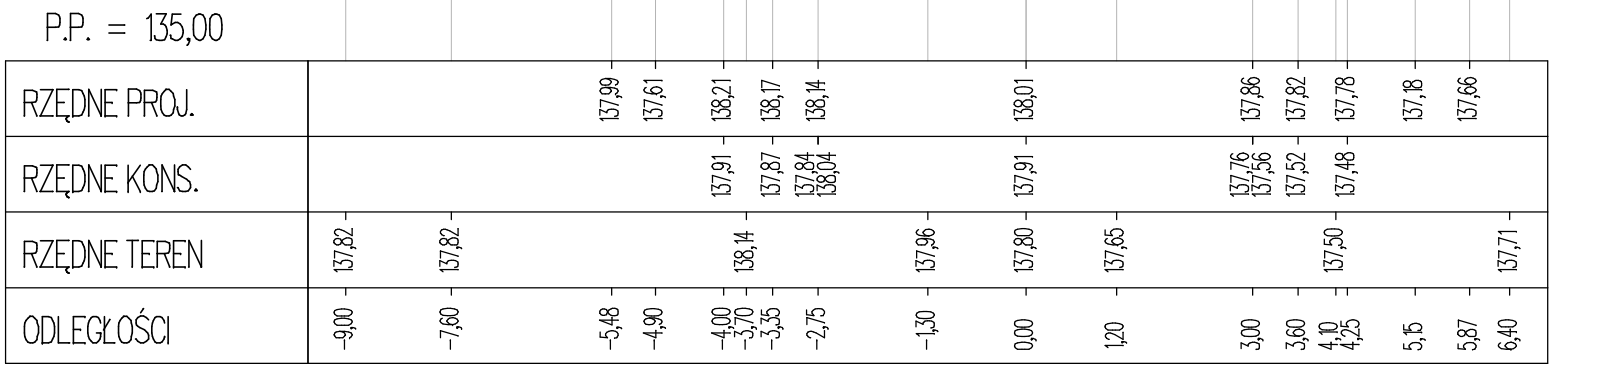 P.P. = 135,00
RZĘDNE PROJ. 137,99 137,61 138,21 138,17 138,14 138,01 137,86 137,82 137,78 137,18 137,66
RZĘDNE KONS. 137,91 137,87 137,84 138,04 137,91 137,76 137,56 137,52 137,48
RZĘDNE TEREN 137,82 137,82 138,14 137,96 137,80 137,65 137,50 137,71
ODLEGŁOŚCI -9,00 -7,60 -5,48 -4,90 -4,00 -3,70 -3,35 -2,75 -1,30 0,00 1,20 3,00 3,60 4,10 4,25 5,15 5,87 6,40